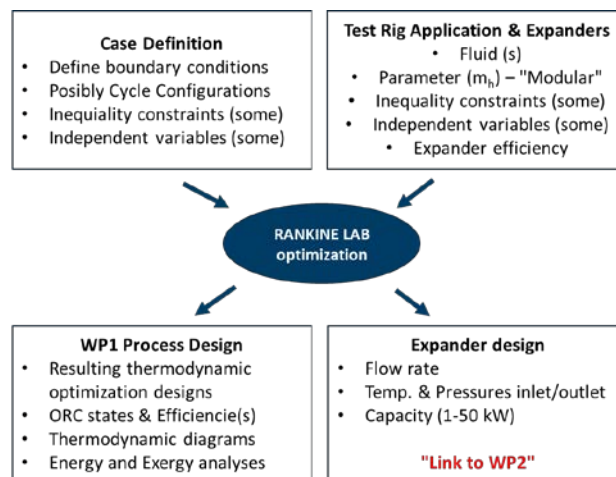 Case Definition
• Define boundary conditions
• Posibly Cycle Configurations
• Inequiality constraints (some)
• Independent variables (some)
Test Rig Application & Expanders
• Fluid (s)
• Parameter (mₕ) – "Modular"
• Inequality constraints (some)
• Independent variables (some)
• Expander efficiency
RANKINE LAB
optimization
WP1 Process Design
• Resulting thermodynamic
optimization designs
• ORC states & Efficiencie(s)
• Thermodynamic diagrams
• Energy and Exergy analyses
Expander design
• Flow rate
• Temp. & Pressures inlet/outlet
• Capacity (1-50 kW)
"Link to WP2"